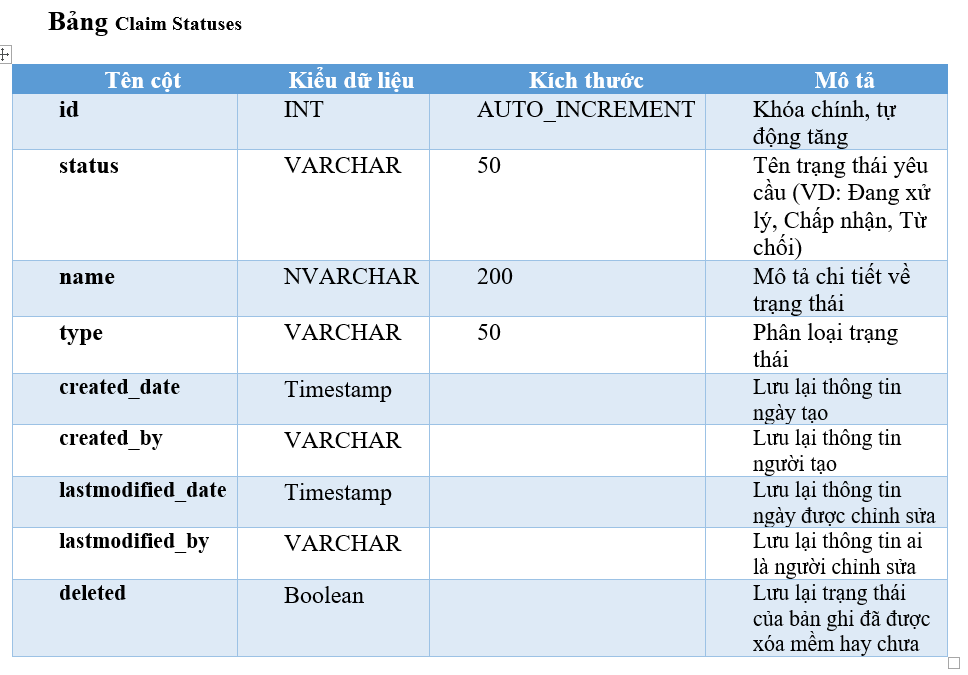 Bảng Claim Statuses
Tên cột Kiểu dữ liệu Kích thước Mô tả
id INT AUTO_INCREMENT Khóa chính, tự
động tăng
status VARCHAR 50 Tên trạng thái yêu
cầu (VD: Đang xử
lý, Chấp nhận, Từ
chối)
name NVARCHAR 200 Mô tả chi tiết về
trạng thái
type VARCHAR 50 Phân loại trạng
thái
created_date Timestamp Lưu lại thông tin
ngày tạo
created_by VARCHAR Lưu lại thông tin
người tạo
lastmodified_date Timestamp Lưu lại thông tin
ngày được chỉnh sửa
lastmodified_by VARCHAR Lưu lại thông tin ai
là người chỉnh sửa
deleted Boolean Lưu lại trạng thái
của bản ghi đã được
xóa mềm hay chưa